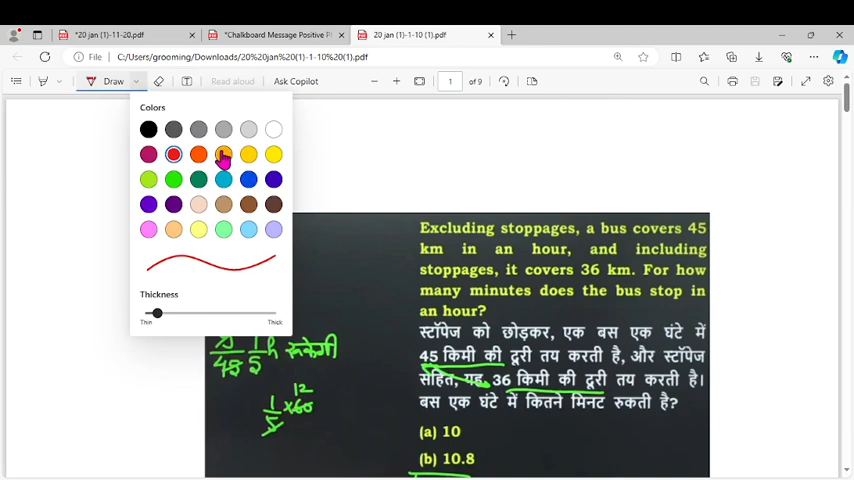 *20 jan (1)-11-20.pdf
*Chalkboard Message Positive P
20 jan (1)-1-10 (1).pdf
File
C:/Users/grooming/Downloads/20%20jan%20(1)-1-10%20(1).pdf
Draw
Read aloud
Ask Copilot
1 of 9
Colors
Thickness
Thin
Thick
Excluding stoppages, a bus covers 45
km in an hour, and including
stoppages, it covers 36 km. For how
many minutes does the bus stop in
an hour?
स्टॉपेज को छोड़कर, एक बस एक घंटे में
45 किमी की दूरी तय करती है, और स्टॉपेज
सहित, यह 36 किमी की दूरी तय करती है।
बस एक घंटे में कितने मिनट रुकती है?
(a) 10
(b) 10.8
9/45 1/5 h रुकेगी
12
1/5 x60